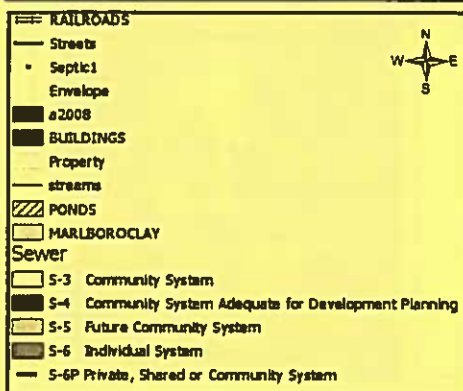 RAILROADS
Streets
Septic1
Envelope
a2008
BUILDINGS
Property
streams
PONDS
MARLBOROCLAY
Sewer
S-3 Community System
S-4 Community System Adequate for Development Planning
S-5 Future Community System
S-6 Individual System
S-6P Private, Shared or Community System
N
W E
S